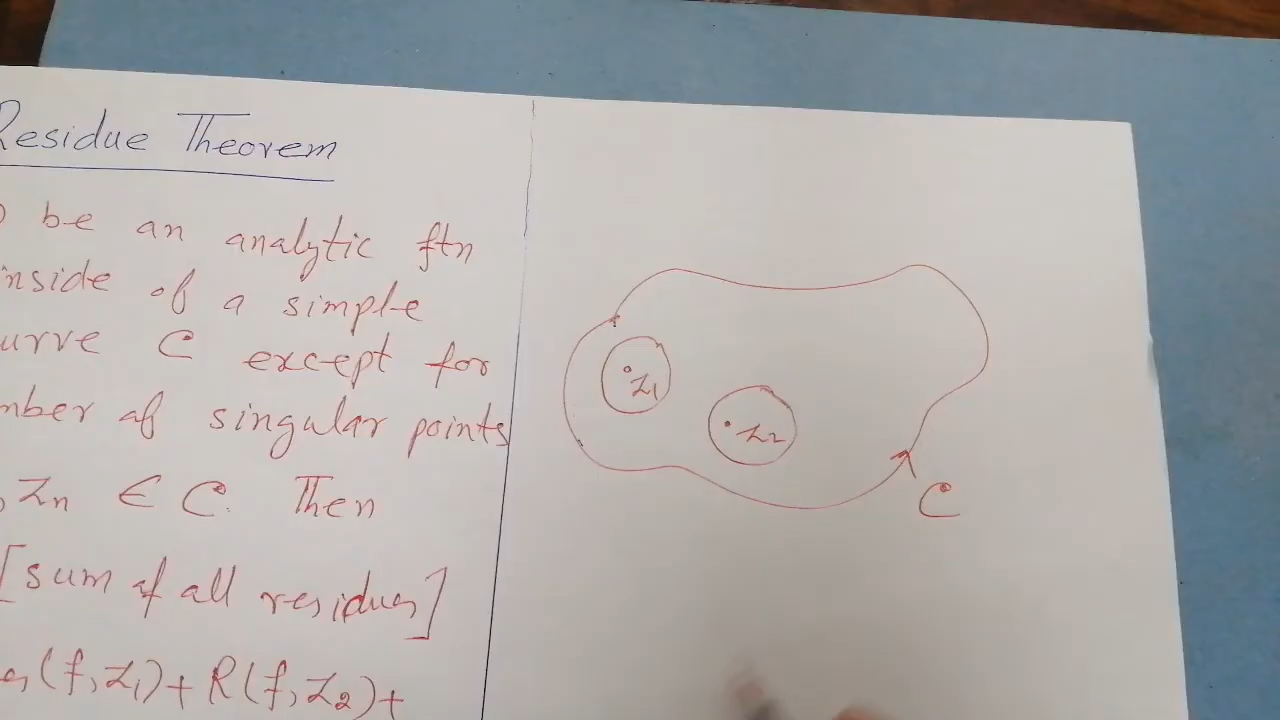 Residue Theorem
be an analytic ftn
inside of a simple
curve C except for
number of singular points
, Zn ∈ C. Then
[sum of all residues]
(f, Z1) + R(f, Z2) +
Z1
Z2
C